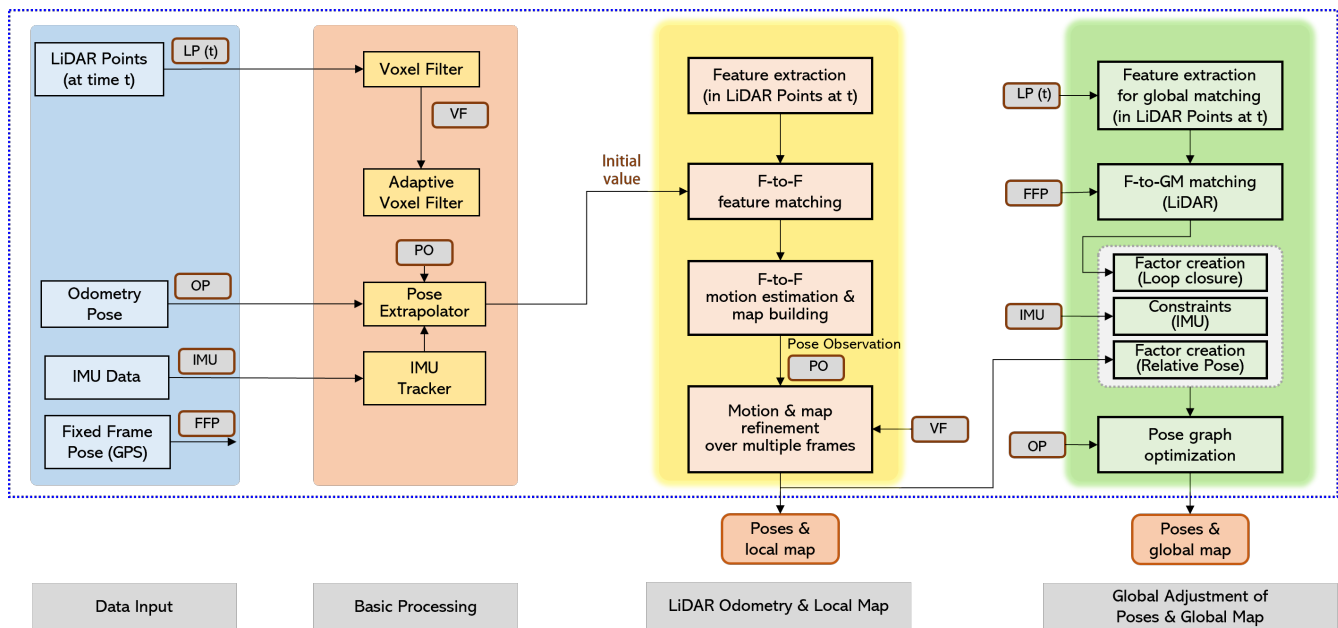 LiDAR Points
(at time t)
LP (t)
Odometry
Pose
OP
IMU Data
IMU
Fixed Frame
Pose (GPS)
FFP
Data Input
Voxel Filter
VF
Adaptive
Voxel Filter
PO
Pose
Extrapolator
IMU
Tracker
Basic Processing
Initial
value
Feature extraction
(in LiDAR Points at t)
F-to-F
feature matching
F-to-F
motion estimation &
map building
Pose Observation
PO
Motion & map
refinement
over multiple frames
VF
Poses &
local map
LiDAR Odometry & Local Map
LP (t)
Feature extraction
for global matching
(in LiDAR Points at t)
FFP
F-to-GM matching
(LiDAR)
Factor creation
(Loop closure)
IMU
Constraints
(IMU)
Factor creation
(Relative Pose)
OP
Pose graph
optimization
Poses &
global map
Global Adjustment of
Poses & Global Map